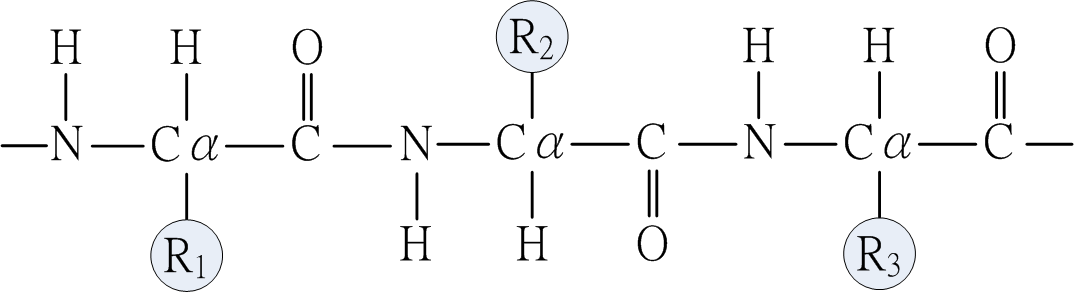 H H O R2 H H O
N Cα C N Cα C N Cα C
R1 H H O R3